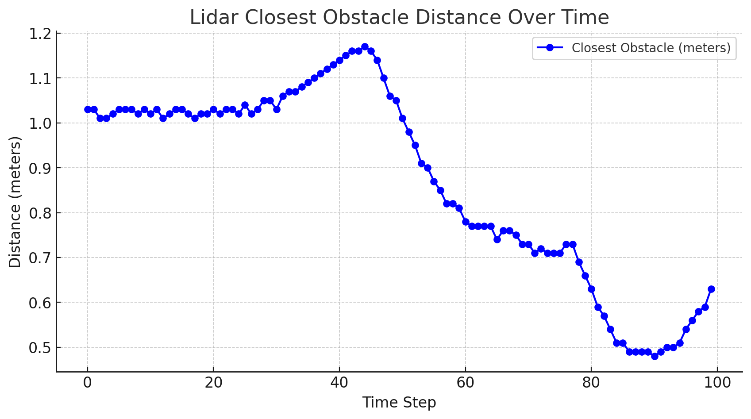 Lidar Closest Obstacle Distance Over Time
Closest Obstacle (meters)
1.2
1.1
1.0
0.9
0.8
0.7
0.6
0.5
Distance (meters)
0 20 40 60 80 100
Time Step